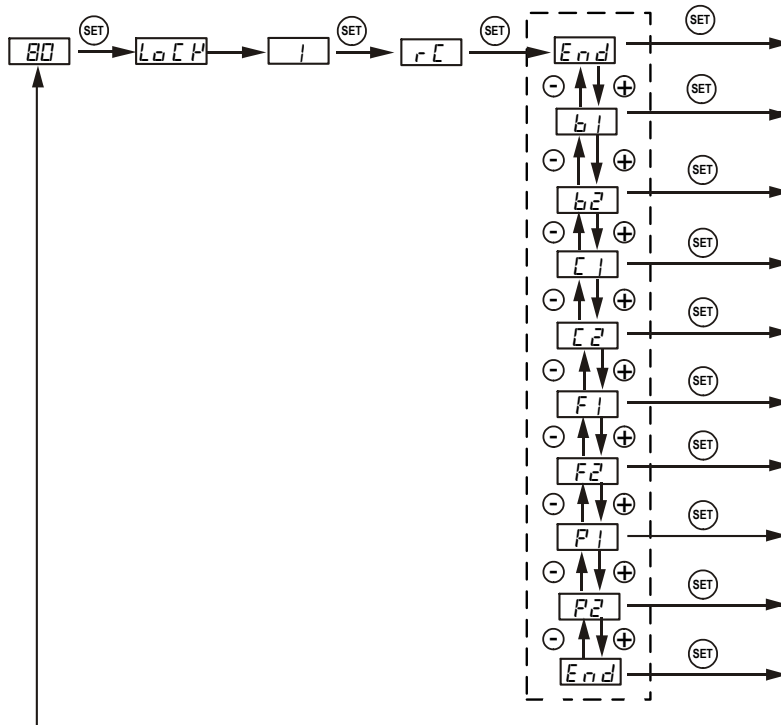 SET SET SET SET
80 LoCK 1 rC End
- +
SET
b1
- +
SET
b2
- +
SET
C1
- +
SET
C2
- +
SET
F1
- +
SET
F2
- +
SET
P1
- +
SET
P2
- +
SET
End